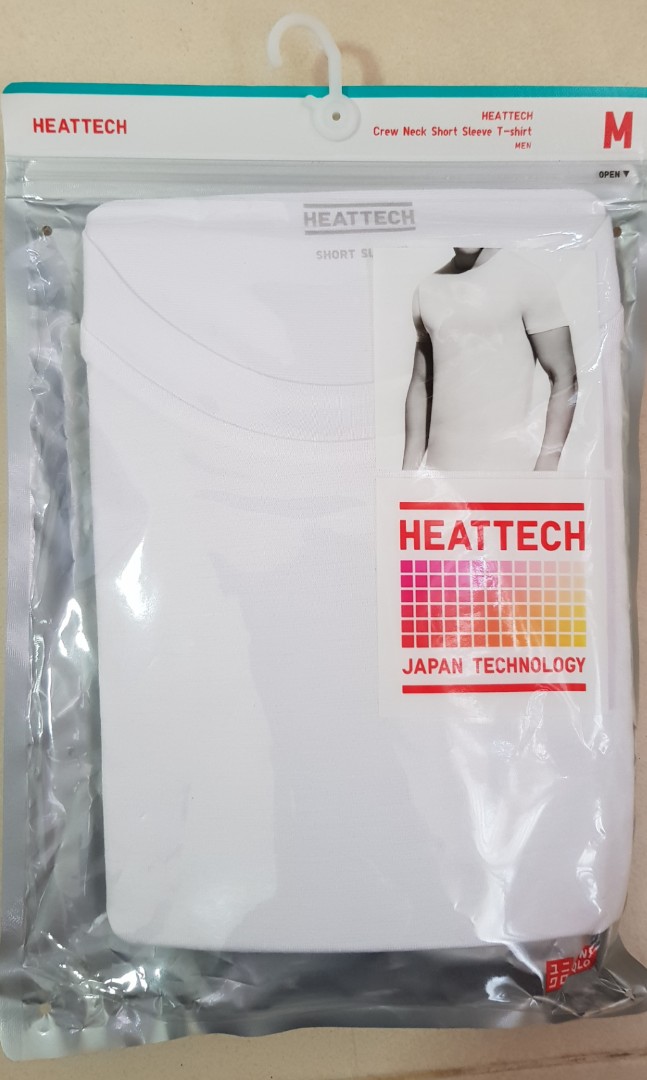 HEATTECH
HEATTECH
Crew Neck Short Sleeve T-shirt
MEN
M
OPEN ▼
HEATTECH
SHORT
HEATTECH
JAPAN TECHNOLOGY